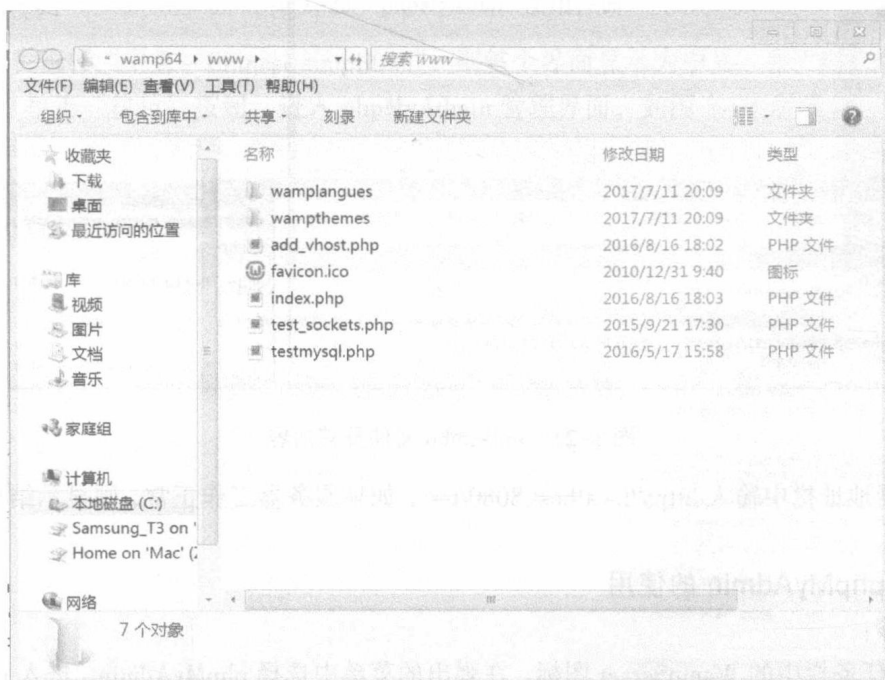 wamp64 ▸ www ▸
搜索 www
文件(F) 编辑(E) 查看(V) 工具(T) 帮助(H)
组织 包含到库中 共享 刻录 新建文件夹
收藏夹
下载
桌面
最近访问的位置
库
视频
图片
文档
音乐
家庭组
计算机
本地磁盘 (C:)
Samsung_T3 on '
Home on 'Mac' (
网络
名称 修改日期 类型
wamplangues 2017/7/11 20:09 文件夹
wampthemes 2017/7/11 20:09 文件夹
add_vhost.php 2016/8/16 18:02 PHP 文件
favicon.ico 2010/12/31 9:40 图标
index.php 2016/8/16 18:03 PHP 文件
test_sockets.php 2015/9/21 17:30 PHP 文件
testmysql.php 2016/5/17 15:58 PHP 文件
7 个对象